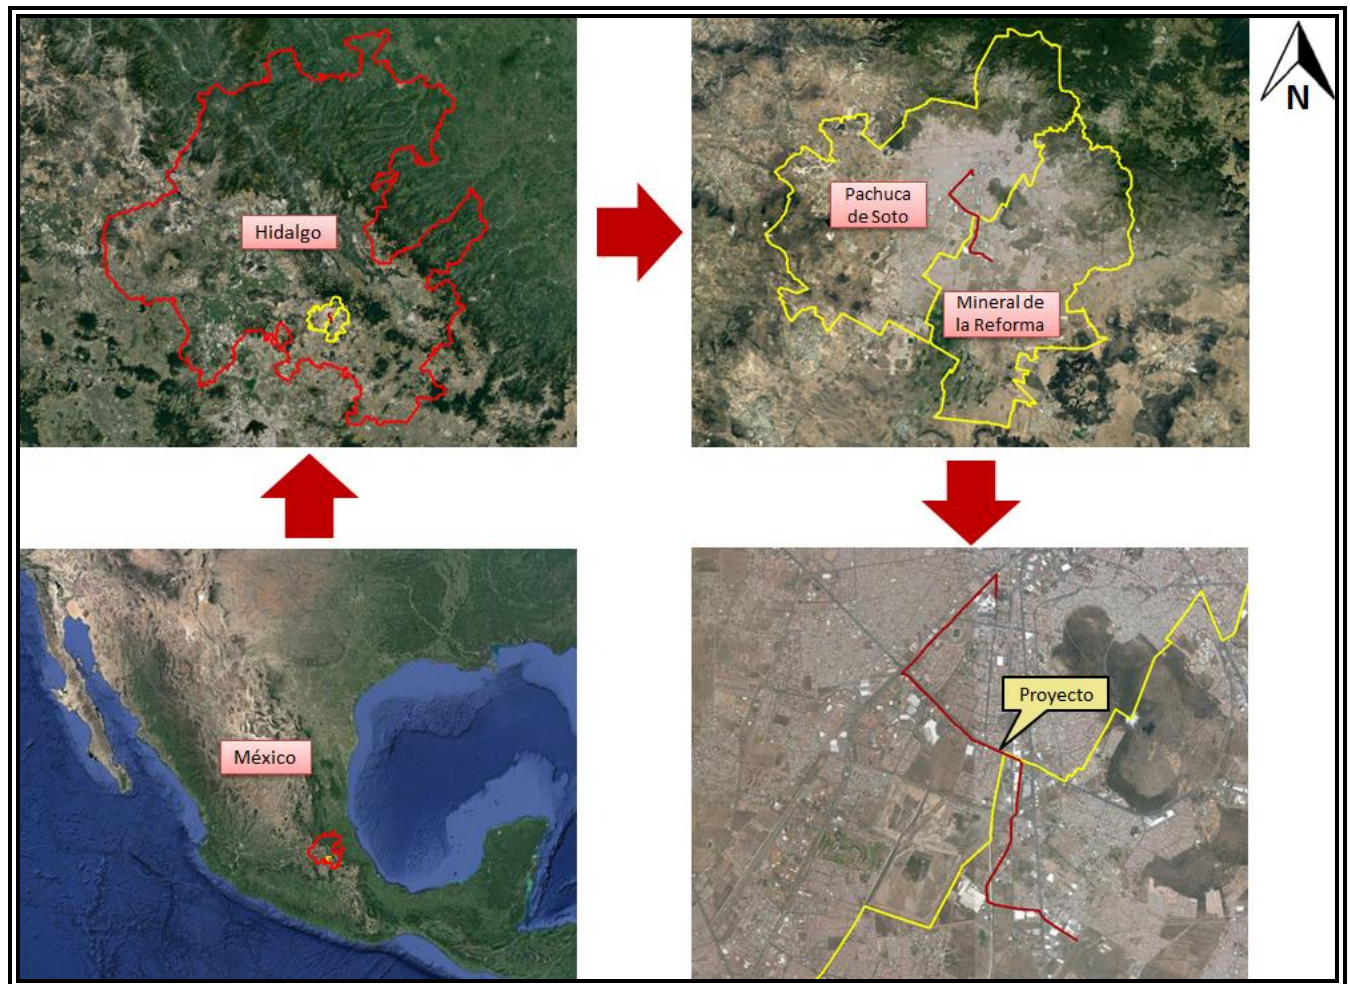 Hidalgo
Pachuca
de Soto
Mineral de
la Reforma
N
México
Proyecto